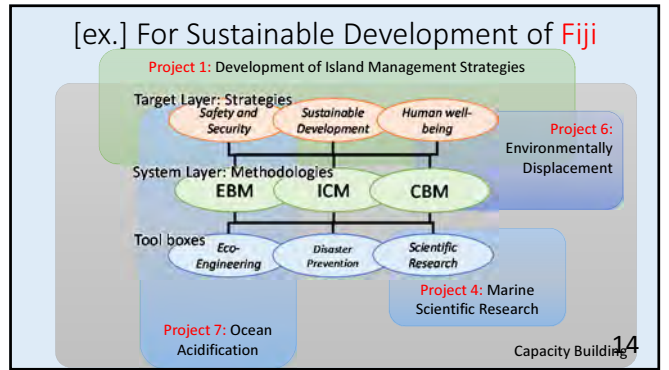 [ex.] For Sustainable Development of Fiji
Project 1: Development of Island Management Strategies
Target Layer: Strategies
Safety and
Security
Sustainable
Development
Human well-
being
Project 6:
Environmentally
Displacement
System Layer: Methodologies
EBM
ICM
CBM
Tool boxes
Eco-
Engineering
Disaster
Prevention
Scientific
Research
Project 4: Marine
Scientific Research
Project 7: Ocean
Acidification
Capacity Building
14